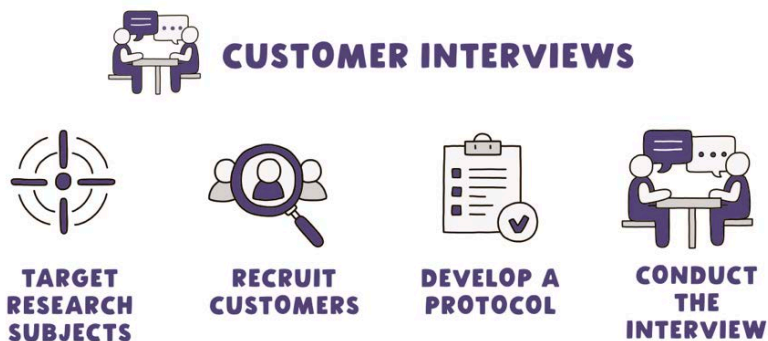 CUSTOMER INTERVIEWS
TARGET
RESEARCH
SUBJECTS
RECRUIT
CUSTOMERS
DEVELOP A
PROTOCOL
CONDUCT
THE
INTERVIEW